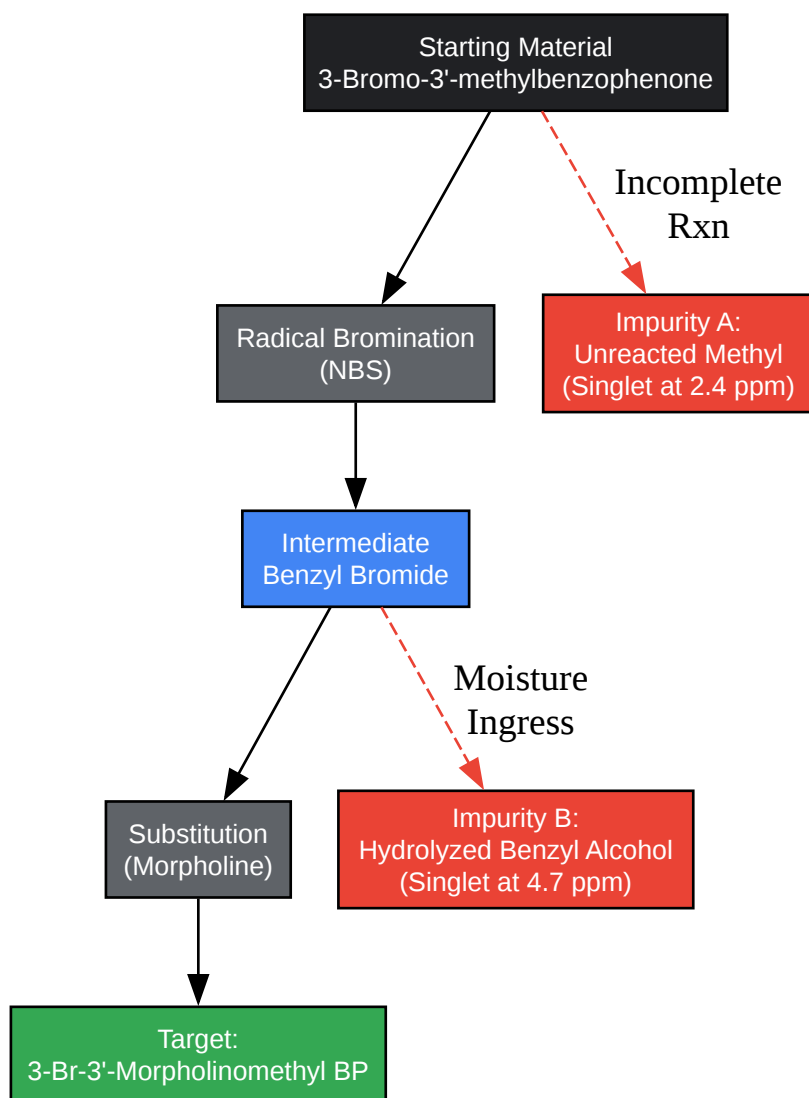 Starting Material
3-Bromo-3'-methylbenzophenone
Incomplete
Rxn
Radical Bromination
(NBS)
Impurity A:
Unreacted Methyl
(Singlet at 2.4 ppm)
Intermediate
Benzyl Bromide
Moisture
Ingress
Substitution
(Morpholine)
Impurity B:
Hydrolyzed Benzyl Alcohol
(Singlet at 4.7 ppm)
Target:
3-Br-3'-Morpholinomethyl BP